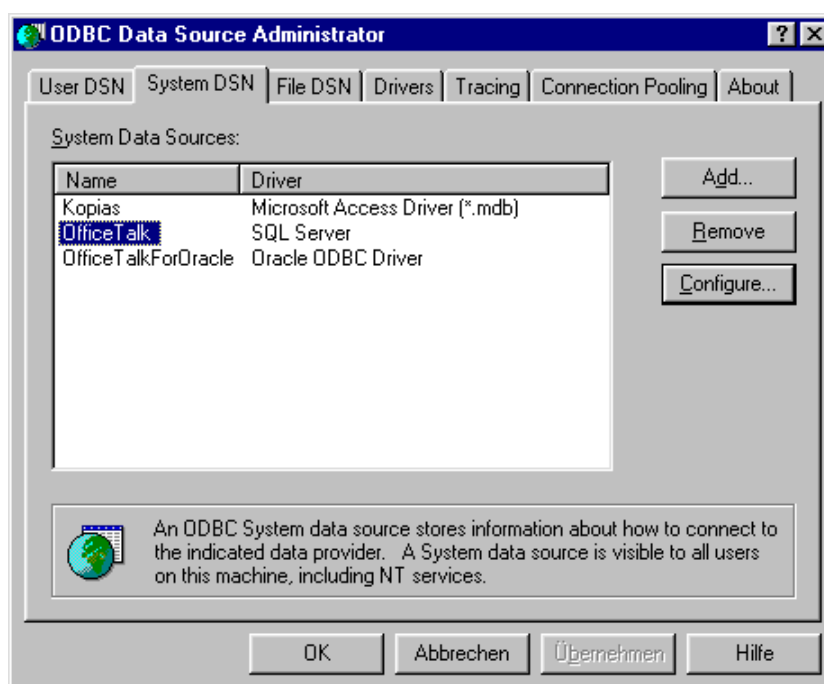 ODBC Data Source Administrator
User DSN System DSN File DSN Drivers Tracing Connection Pooling About
System Data Sources:
Name Driver
Kopias Microsoft Access Driver (*.mdb)
OfficeTalk SQL Server
OfficeTalkForOracle Oracle ODBC Driver
Add...
Remove
Configure...
An ODBC System data source stores information about how to connect to
the indicated data provider. A System data source is visible to all users
on this machine, including NT services.
OK Abbrechen Übernehmen Hilfe